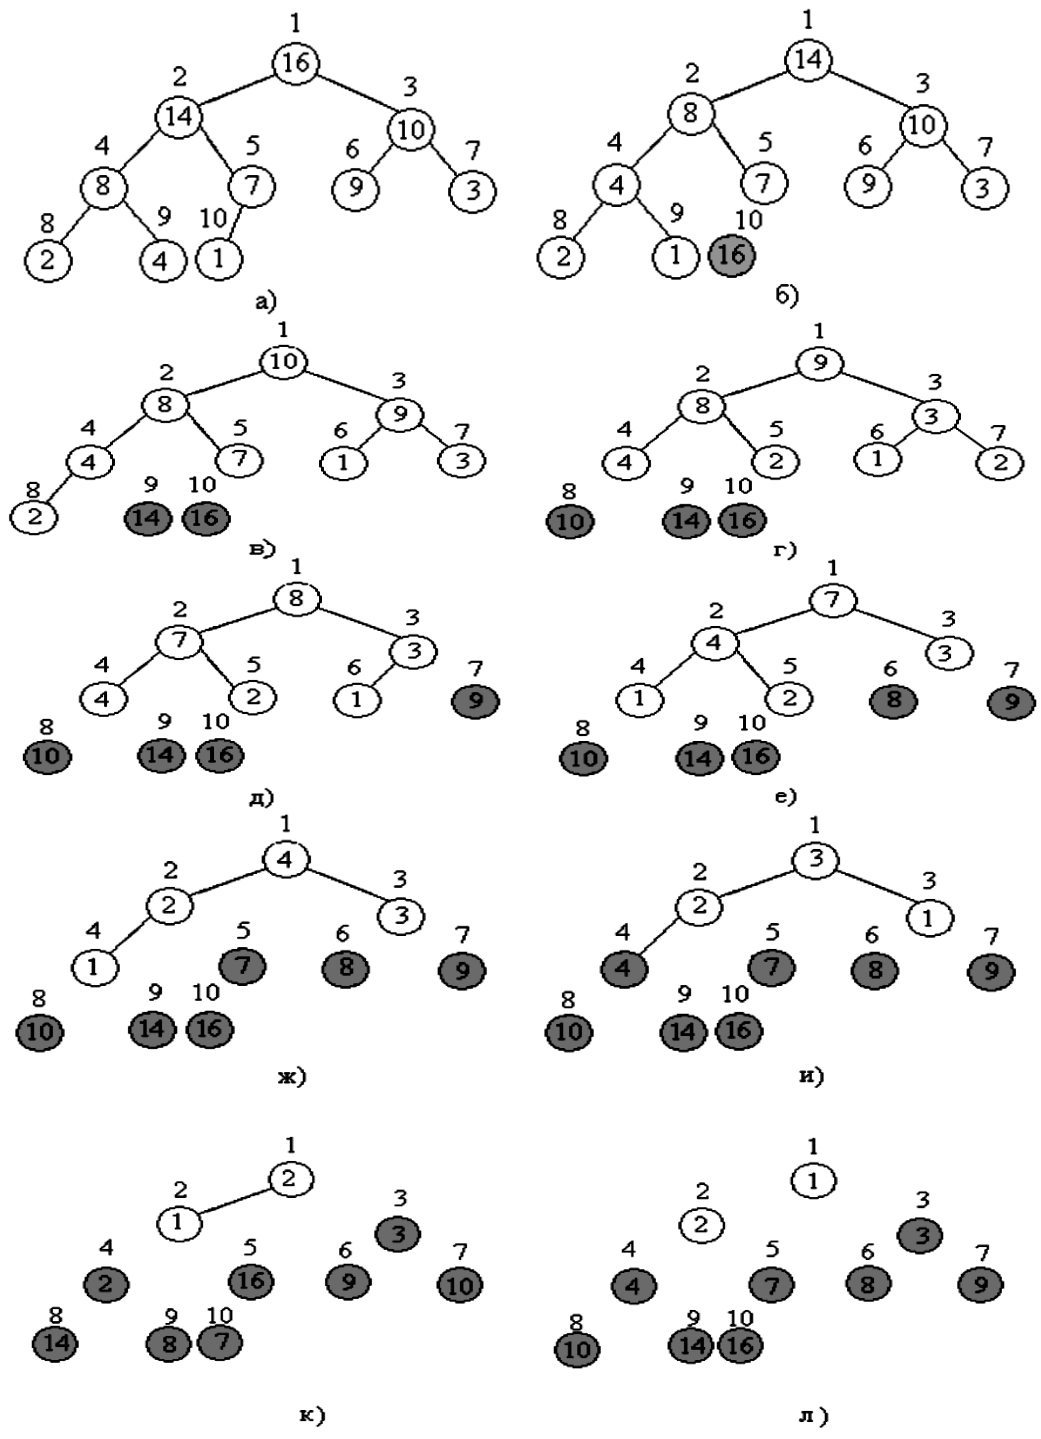 1 1
16 14
2 3 2 3
14 10 8 10
4 5 6 7 4 5 6 7
8 7 9 3 4 7 9 3
8 9 10 8 9 10
2 4 1 2 1 16
а) б)
1 1
10 9
2 3 2 3
8 9 8 3
4 5 6 7 4 5 6 7
4 7 1 3 4 2 1 2
8 9 10 8 9 10
2 14 16 10 14 16
в) г)
1 1
8 7
2 3 2 3
7 3 4 3
4 5 6 7 4 5 6 7
4 2 1 9 1 2 8 9
8 9 10 8 9 10
10 14 16 10 14 16
д) е)
1 1
4 3
2 3 2 3
2 3 2 1
4 5 6 7 4 5 6 7
1 7 8 9 4 7 8 9
8 9 10 8 9 10
10 14 16 10 14 16
ж) и)
1 1
2 1
2 3 2 3
1 3 2 3
4 5 6 7 4 5 6 7
2 16 9 10 4 7 8 9
8 9 10 8 9 10
14 8 7 10 14 16
к) л)